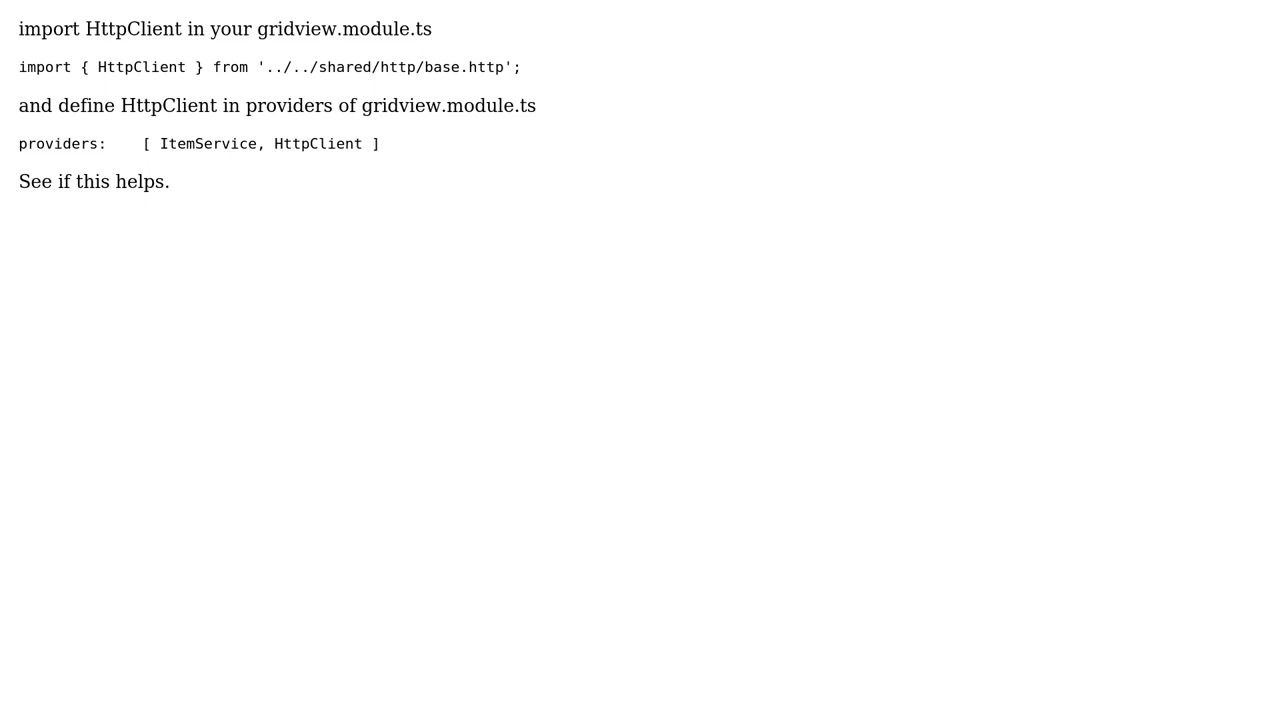 import HttpClient in your gridview.module.ts
import { HttpClient } from '../../shared/http/base.http';
and define HttpClient in providers of gridview.module.ts
providers:    [ ItemService, HttpClient ]
See if this helps.